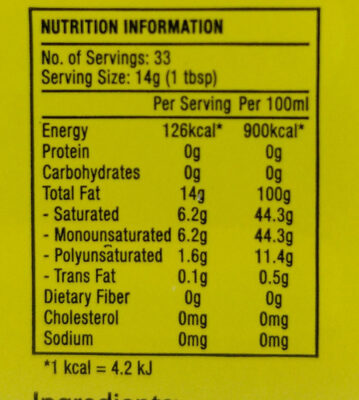 NUTRITION INFORMATION
No. of Servings: 33
Serving Size: 14g (1 tbsp)
Per Serving Per 100ml
Energy 126kcal* 900kcal*
Protein 0g 0g
Carbohydrates 0g 0g
Total Fat 14g 100g
- Saturated 6.2g 44.3g
- Monounsaturated 6.2g 44.3g
- Polyunsaturated 1.6g 11.4g
- Trans Fat 0.1g 0.5g
Dietary Fiber 0g 0g
Cholesterol 0mg 0mg
Sodium 0mg 0mg
*1 kcal = 4.2 kJ